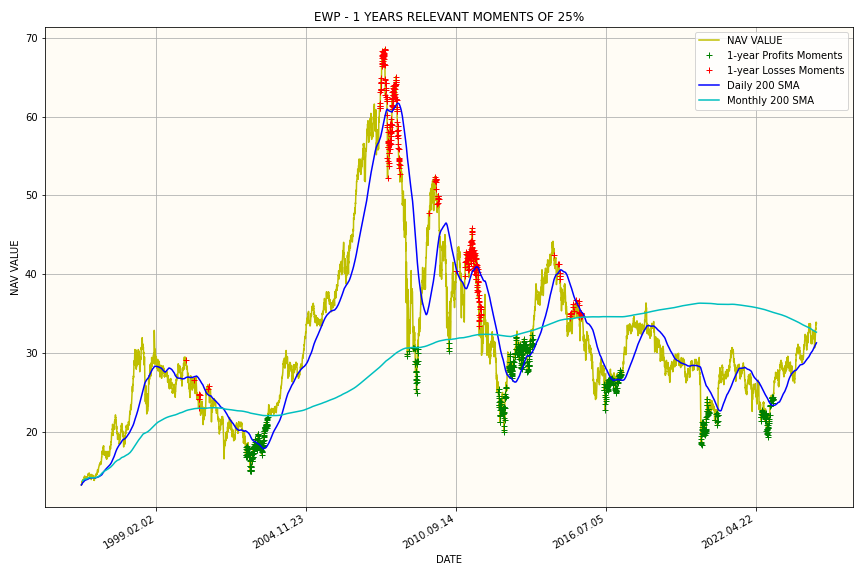 EWP - 1 YEARS RELEVANT MOMENTS OF 25%
NAV VALUE
1-year Profits Moments
1-year Losses Moments
Daily 200 SMA
Monthly 200 SMA
70
60
50
40
30
20
NAV VALUE
1999.02.02
2004.11.23
2010.09.14
2016.07.05
2022.04.22
DATE